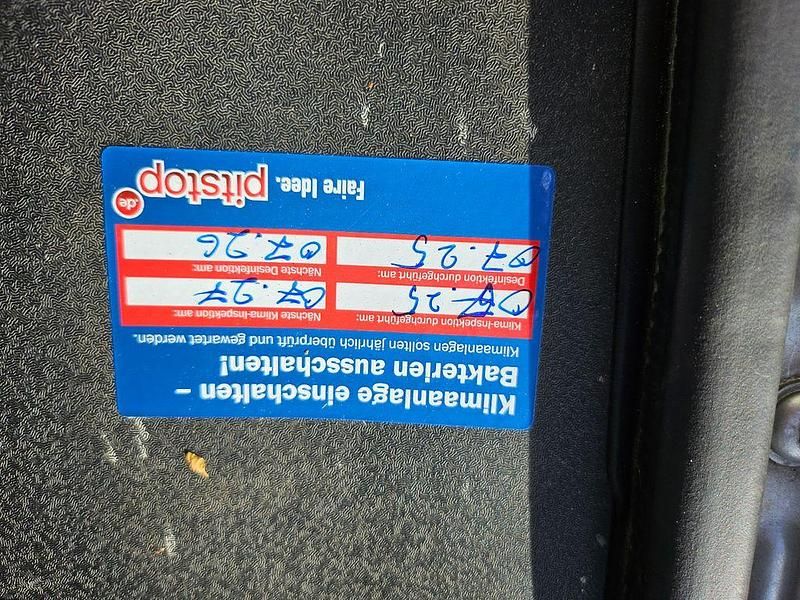 Klimaanlage einschalten –
Bakterien ausschalten!
Klimaanlagen sollten jährlich überprüft und gewartet werden.
Klima-Inspektion durchgeführt am:
07.25
Nächste Klima-Inspektion am:
07.27
Desinfektion durchgeführt am:
07.25
Nächste Desinfektion am:
07.26
Faire Idee. pitstop.de